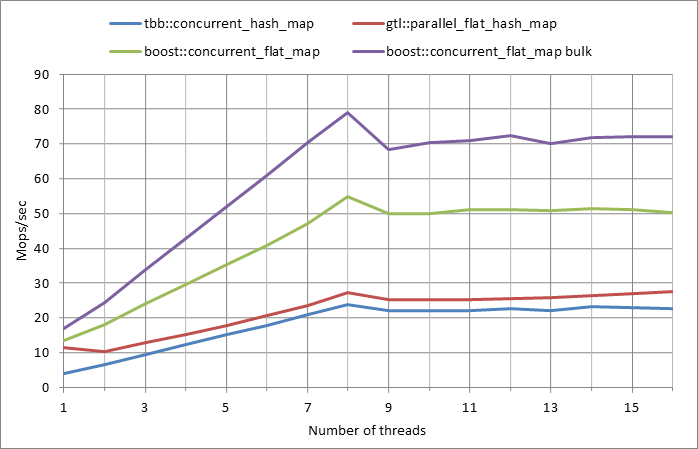 tbb::concurrent_hash_map
gtl::parallel_flat_hash_map
boost::concurrent_flat_map
boost::concurrent_flat_map bulk
90
80
70
60
50
40
30
20
10
0
Mops/sec
1 3 5 7 9 11 13 15
Number of threads